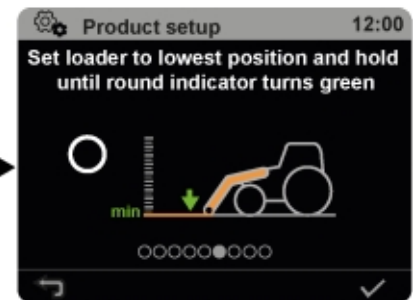 Product setup 12:00
Set loader to lowest position and hold
until round indicator turns green
min